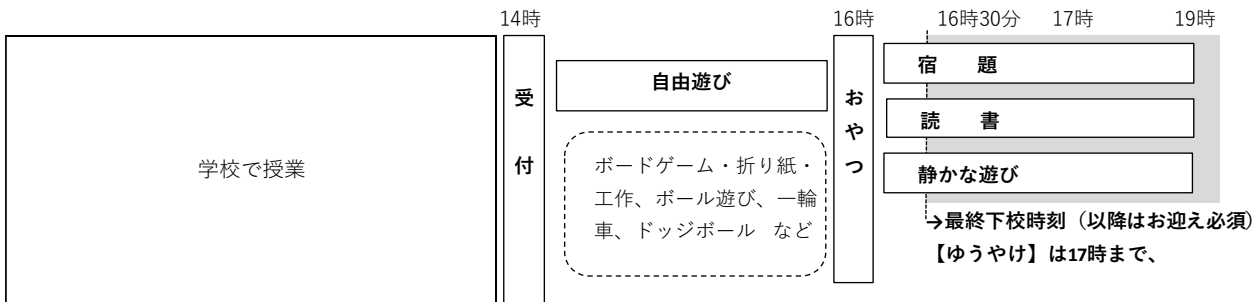 14時
16時
16時30分
17時
19時
学校で授業
受付
自由遊び
ボードゲーム・折り紙・
工作、ボール遊び、一輪
車、ドッジボール　など
おやつ
宿　　題
読　　書
静かな遊び
→最終下校時刻（以降はお迎え必須）
【ゆうやけ】は17時まで、